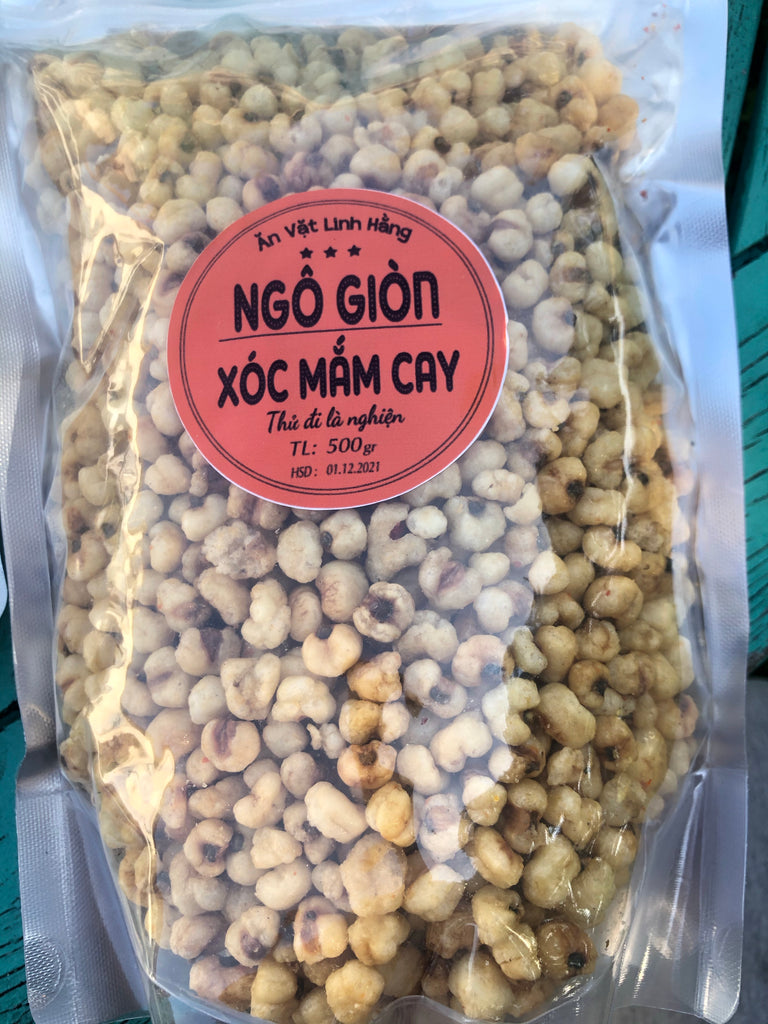 Ăn Vặt Linh Hằng
NGÔ GIÒN
XÓC MẮM CAY
Thử đi là nghiện
TL: 500gr
HSD: 01.12.2021